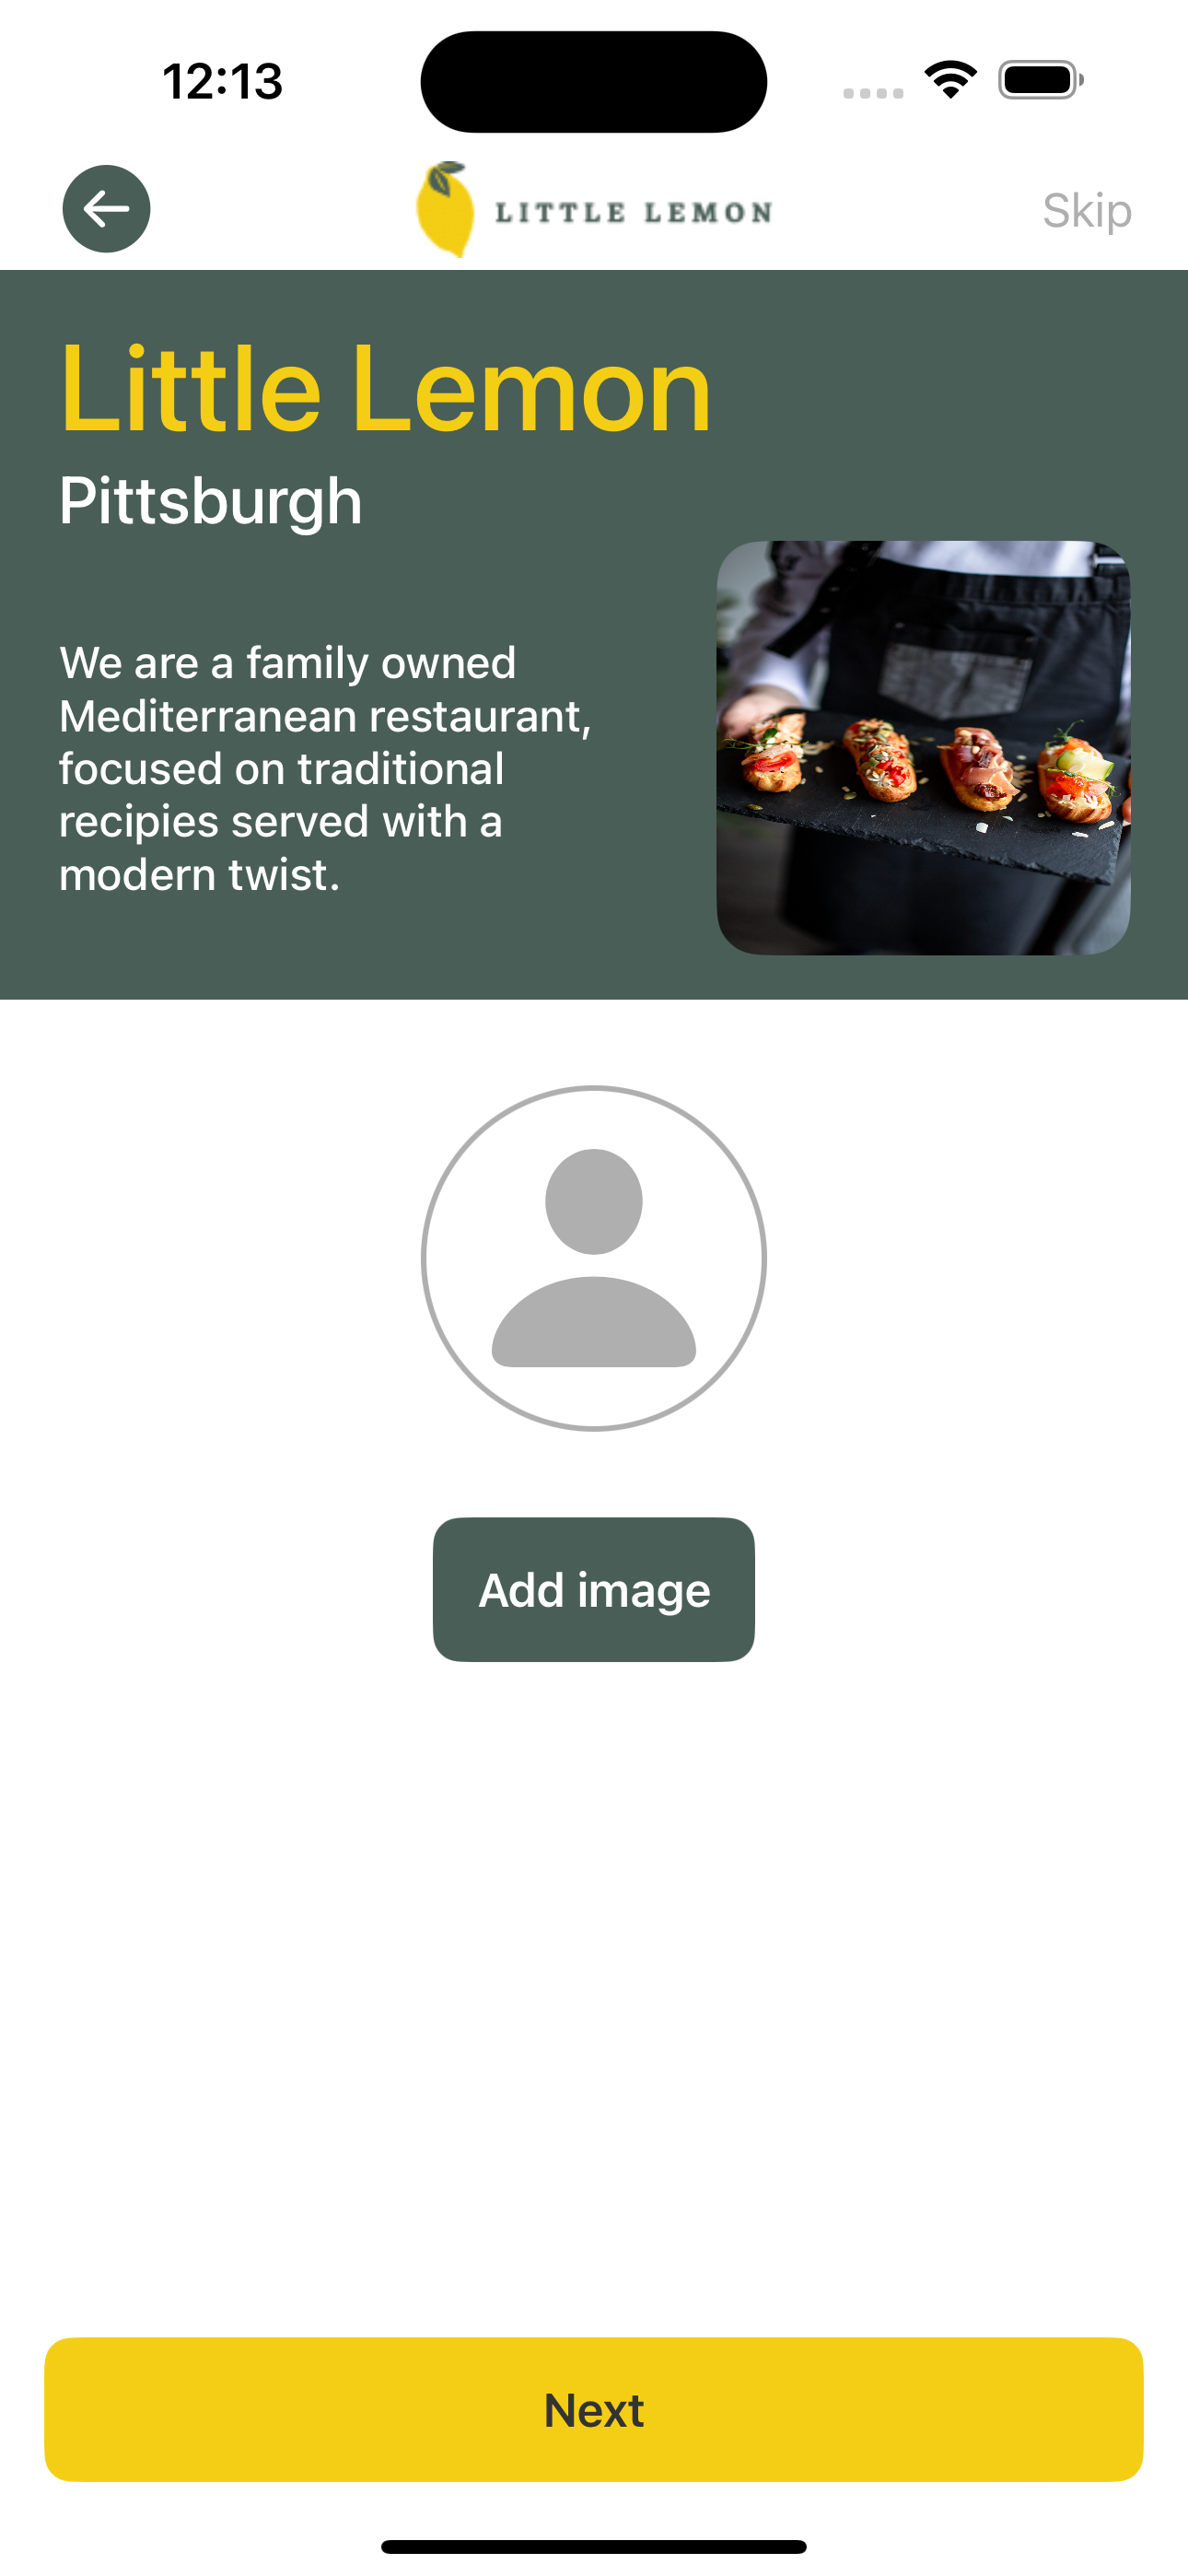 12:13
LITTLE LEMON
Skip
Little Lemon
Pittsburgh
We are a family owned
Mediterranean restaurant,
focused on traditional
recipies served with a
modern twist.
Add image
Next